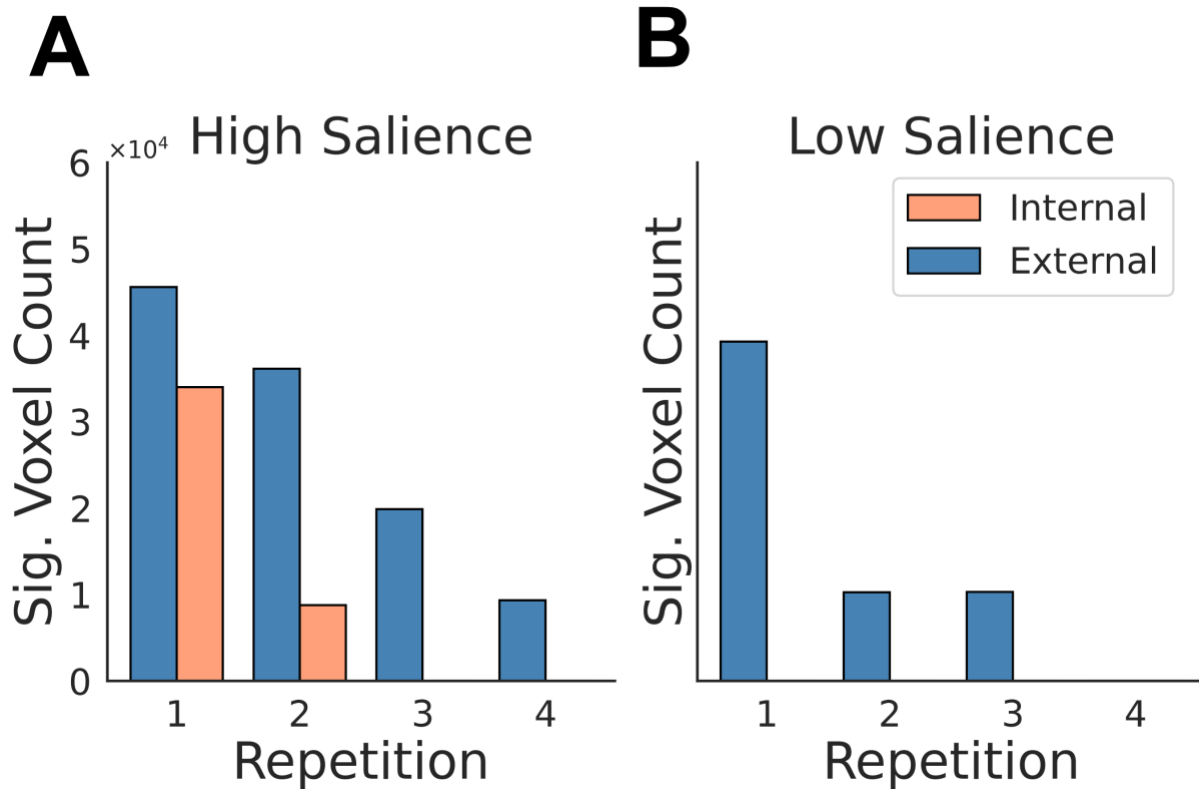 A
B
×10⁴
High Salience
Low Salience
6
5
4
3
2
1
0
Sig. Voxel Count
1 2 3 4
Repetition
Sig. Voxel Count
Internal
External
1 2 3 4
Repetition